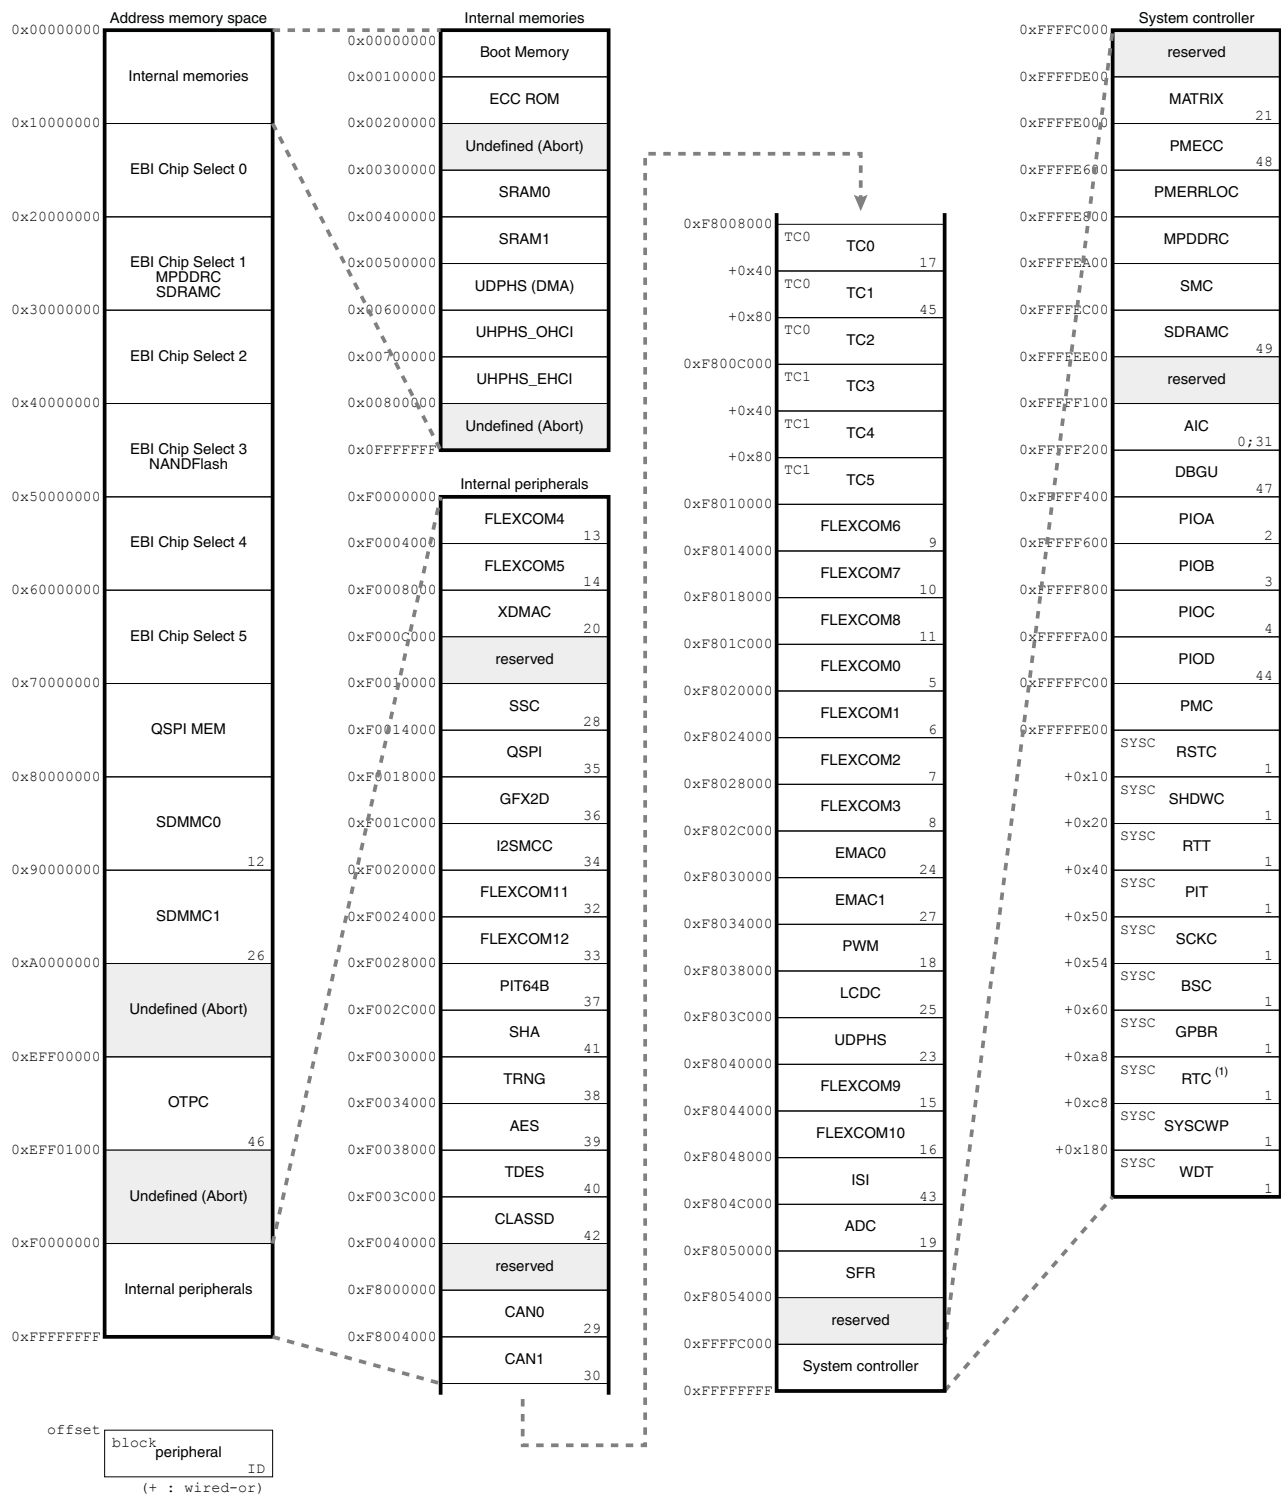 Address memory space
0x00000000
Internal memories
0x10000000
EBI Chip Select 0
0x20000000
EBI Chip Select 1
MPDDRC
SDRAMC
0x30000000
EBI Chip Select 2
0x40000000
EBI Chip Select 3
NANDFlash
0x50000000
EBI Chip Select 4
0x60000000
EBI Chip Select 5
0x70000000
QSPI MEM
0x80000000
SDMMC0
12
0x90000000
SDMMC1
26
0xA0000000
Undefined (Abort)
0xEFF00000
OTPC
46
0xEFF01000
Undefined (Abort)
0xF0000000
Internal peripherals
0xFFFFFFFF
offset
block
peripheral
ID
(+ : wired-or)
Internal memories
0x00000000
Boot Memory
0x00100000
ECC ROM
0x00200000
Undefined (Abort)
0x00300000
SRAM0
0x00400000
SRAM1
0x00500000
UDPHS (DMA)
0x00600000
UHPHS_OHCI
0x00700000
UHPHS_EHCI
0x00800000
Undefined (Abort)
0x0FFFFFFF
Internal peripherals
0xF0000000
FLEXCOM4
13
0xF0004000
FLEXCOM5
14
0xF0008000
XDMAC
20
0xF000C000
reserved
0xF0010000
SSC
28
0xF0014000
QSPI
35
0xF0018000
GFX2D
36
0xF001C000
I2SMCC
34
0xF0020000
FLEXCOM11
32
0xF0024000
FLEXCOM12
33
0xF0028000
PIT64B
37
0xF002C000
SHA
41
0xF0030000
TRNG
38
0xF0034000
AES
39
0xF0038000
TDES
40
0xF003C000
CLASSD
42
0xF0040000
reserved
0xF8000000
CAN0
29
0xF8004000
CAN1
30
0xF8008000
TC0
TC0
17
+0x40
TC0
TC1
45
+0x80
TC0
TC2
0xF800C000
TC1
TC3
+0x40
TC1
TC4
+0x80
TC1
TC5
0xF8010000
FLEXCOM6
9
0xF8014000
FLEXCOM7
10
0xF8018000
FLEXCOM8
11
0xF801C000
FLEXCOM0
5
0xF8020000
FLEXCOM1
6
0xF8024000
FLEXCOM2
7
0xF8028000
FLEXCOM3
8
0xF802C000
EMAC0
24
0xF8030000
EMAC1
27
0xF8034000
PWM
18
0xF8038000
LCDC
25
0xF803C000
UDPHS
23
0xF8040000
FLEXCOM9
15
0xF8044000
FLEXCOM10
16
0xF8048000
ISI
43
0xF804C000
ADC
19
0xF8050000
SFR
0xF8054000
reserved
0xFFFFC000
System controller
0xFFFFFFFF
System controller
0xFFFFC000
reserved
0xFFFFDE00
MATRIX
21
0xFFFFE000
PMECC
48
0xFFFFE600
PMERRLOC
0xFFFFE800
MPDDRC
0xFFFFEA00
SMC
0xFFFFEC00
SDRAMC
49
0xFFFFEE00
reserved
0xFFFFF100
AIC
0;31
0xFFFFF200
DBGU
47
0xFFFFF400
PIOA
2
0xFFFFF600
PIOB
3
0xFFFFF800
PIOC
4
0xFFFFFA00
PIOD
44
0xFFFFFC00
PMC
0xFFFFFE00
SYSC
RSTC
1
+0x10
SYSC
SHDWC
1
+0x20
SYSC
RTT
1
+0x40
SYSC
PIT
1
+0x50
SYSC
SCKC
1
+0x54
SYSC
BSC
1
+0x60
SYSC
GPBR
1
+0xa8
SYSC
RTC (1)
1
+0xc8
SYSC
SYSCWP
1
+0x180
SYSC
WDT
1